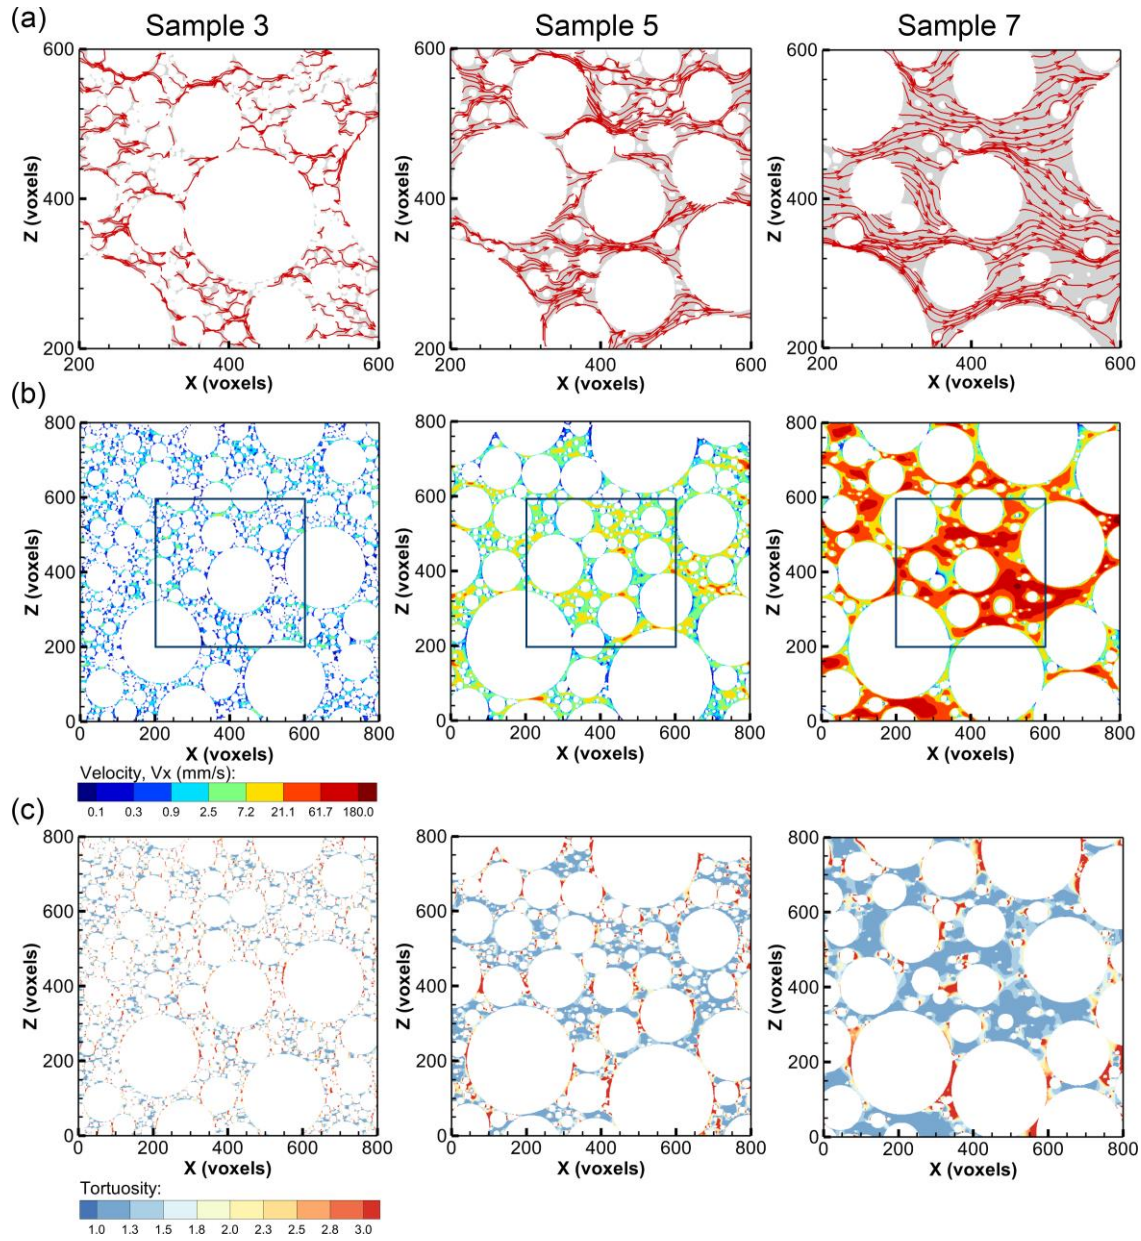 (a)
Sample 3 Sample 5 Sample 7
600 600 600
Z (voxels) Z (voxels) Z (voxels)
400 400 400
200 200 200
200 400 600 200 400 600 200 400 600
X (voxels) X (voxels) X (voxels)
(b)
800 800 800
600 600 600
Z (voxels) Z (voxels) Z (voxels)
400 400 400
200 200 200
0 0 0
0 200 400 600 800 0 200 400 600 800 0 200 400 600 800
X (voxels) X (voxels) X (voxels)
Velocity, Vx (mm/s):
0.1 0.3 0.9 2.5 7.2 21.1 61.7 180.0
(c)
800 800 800
600 600 600
Z (voxels) Z (voxels) Z (voxels)
400 400 400
200 200 200
0 0 0
0 200 400 600 800 0 200 400 600 800 0 200 400 600 800
X (voxels) X (voxels) X (voxels)
Tortuosity:
1.0 1.3 1.5 1.8 2.0 2.3 2.5 2.8 3.0